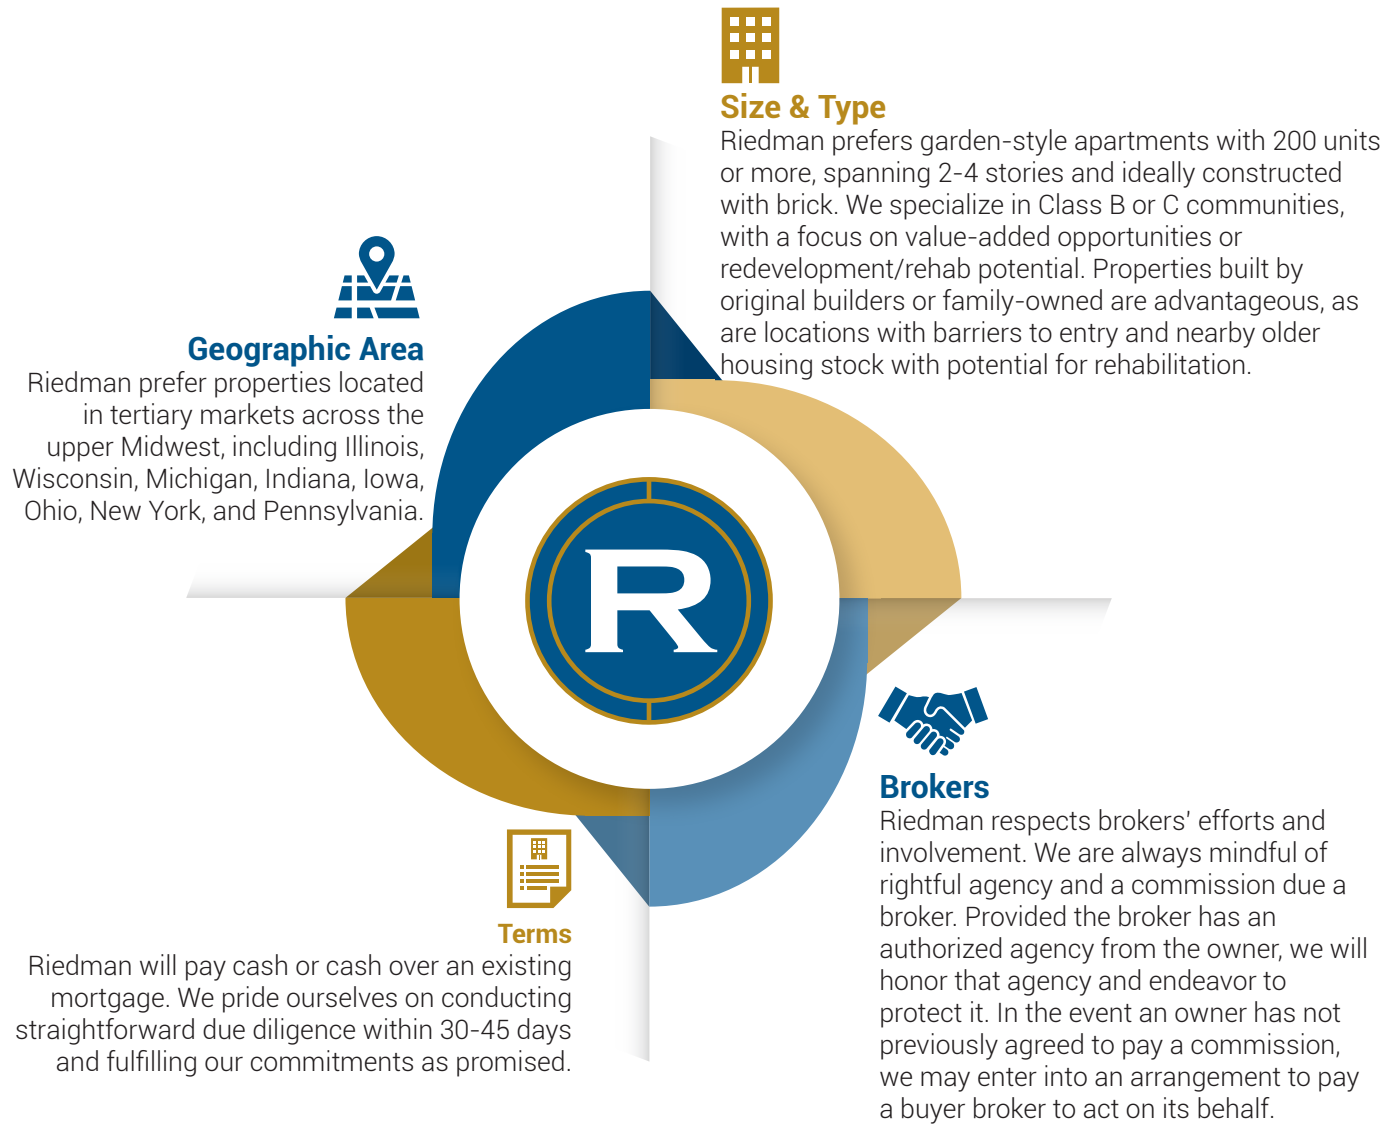 Size & Type
Riedman prefers garden-style apartments with 200 units
or more, spanning 2-4 stories and ideally constructed
with brick. We specialize in Class B or C communities,
with a focus on value-added opportunities or
redevelopment/rehab potential. Properties built by
original builders or family-owned are advantageous, as
are locations with barriers to entry and nearby older
housing stock with potential for rehabilitation.
Geographic Area
Riedman prefer properties located
in tertiary markets across the
upper Midwest, including Illinois,
Wisconsin, Michigan, Indiana, Iowa,
Ohio, New York, and Pennsylvania.
R
Brokers
Riedman respects brokers' efforts and
involvement. We are always mindful of
rightful agency and a commission due a
broker. Provided the broker has an
authorized agency from the owner, we will
honor that agency and endeavor to
protect it. In the event an owner has not
previously agreed to pay a commission,
we may enter into an arrangement to pay
a buyer broker to act on its behalf.
Terms
Riedman will pay cash or cash over an existing
mortgage. We pride ourselves on conducting
straightforward due diligence within 30-45 days
and fulfilling our commitments as promised.